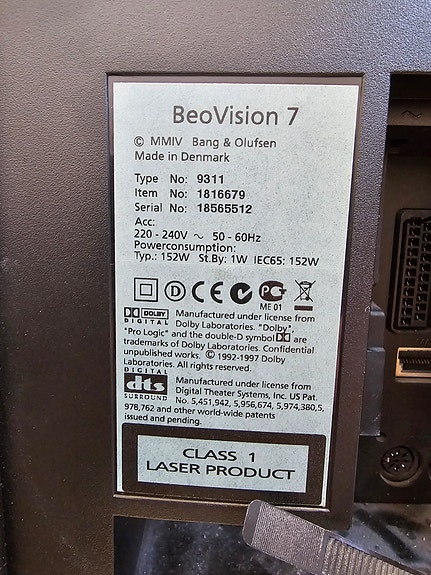 BeoVision 7
© MMIV Bang & Olufsen
Made in Denmark
Type No: 9311
Item No: 1816679
Serial No: 18565512
Acc:
220 - 240V ~ 50 - 60Hz
Powerconsumption:
Typ.: 152W St.By: 1W IEC65: 152W
D CE PG
ME 01
DOLBY
DIGITAL
Manufactured under license from
Dolby Laboratories. "Dolby",
"Pro Logic" and the double-D symbol are
trademarks of Dolby Laboratories. Confidential
unpublished works. © 1992-1997 Dolby
Laboratories. All rights reserved.
DIGITAL
dts
SURROUND
Manufactured under license from
Digital Theater Systems, Inc. US Pat.
No. 5,451,942, 5,956,674, 5,974,380,5,
978,762 and other world-wide patents
issued and pending.
CLASS 1
LASER PRODUCT